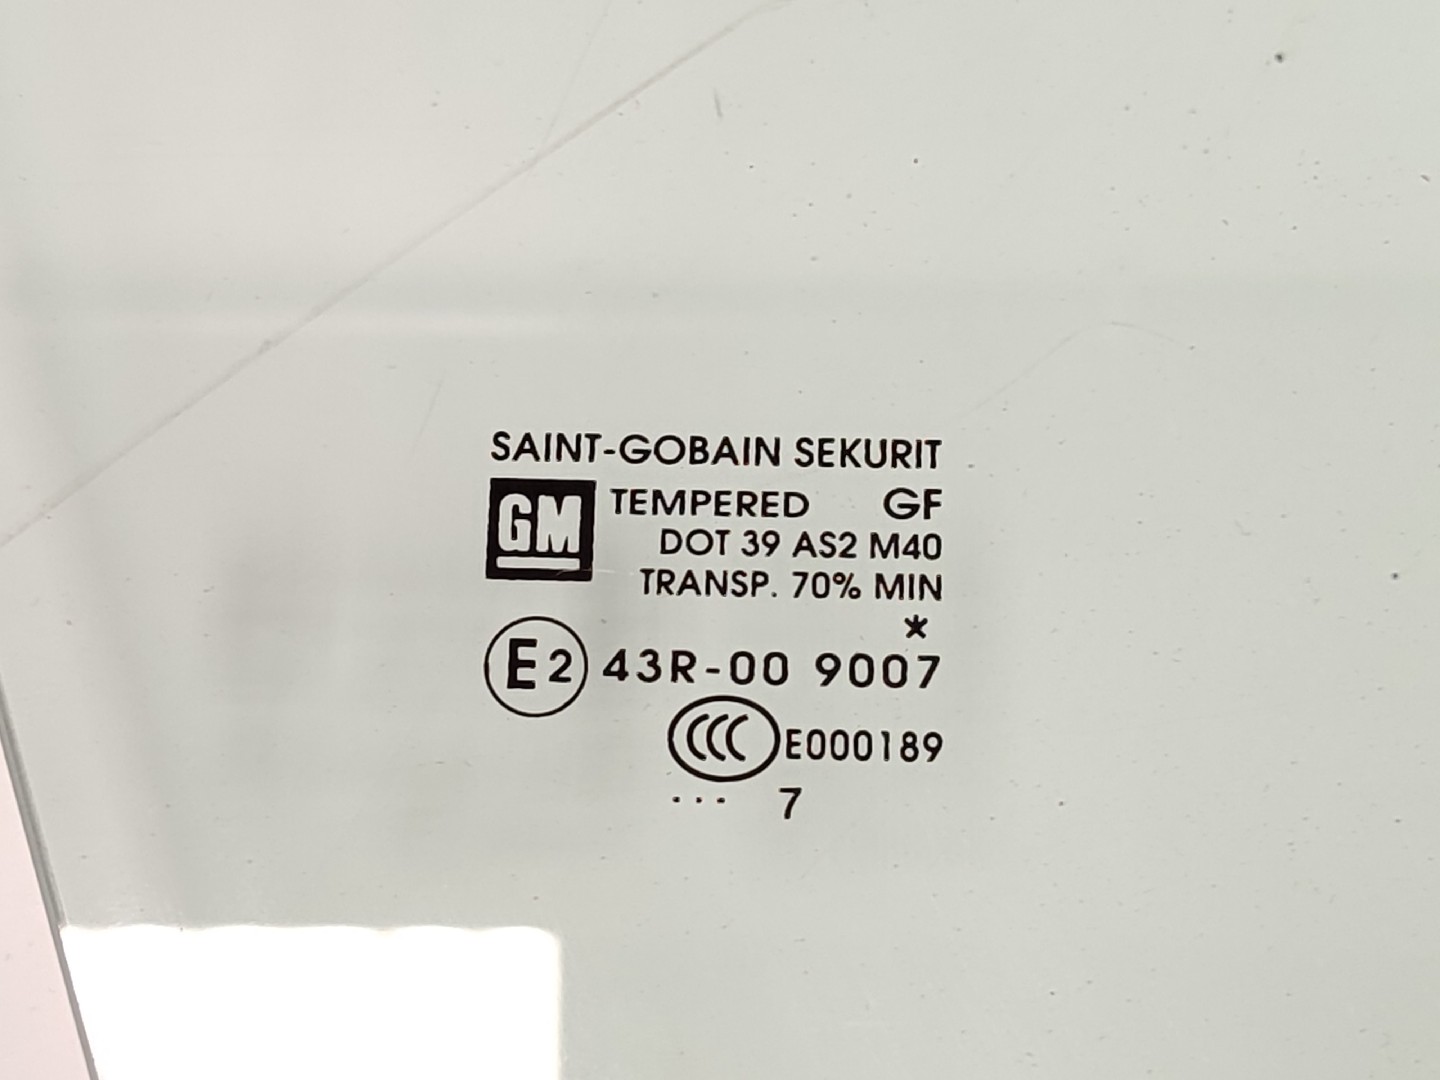 SAINT-GOBAIN SEKURIT
GM TEMPERED GF
DOT 39 AS2 M40
TRANSP. 70% MIN
*
E2 43R-00 9007
CCC E000189
... 7